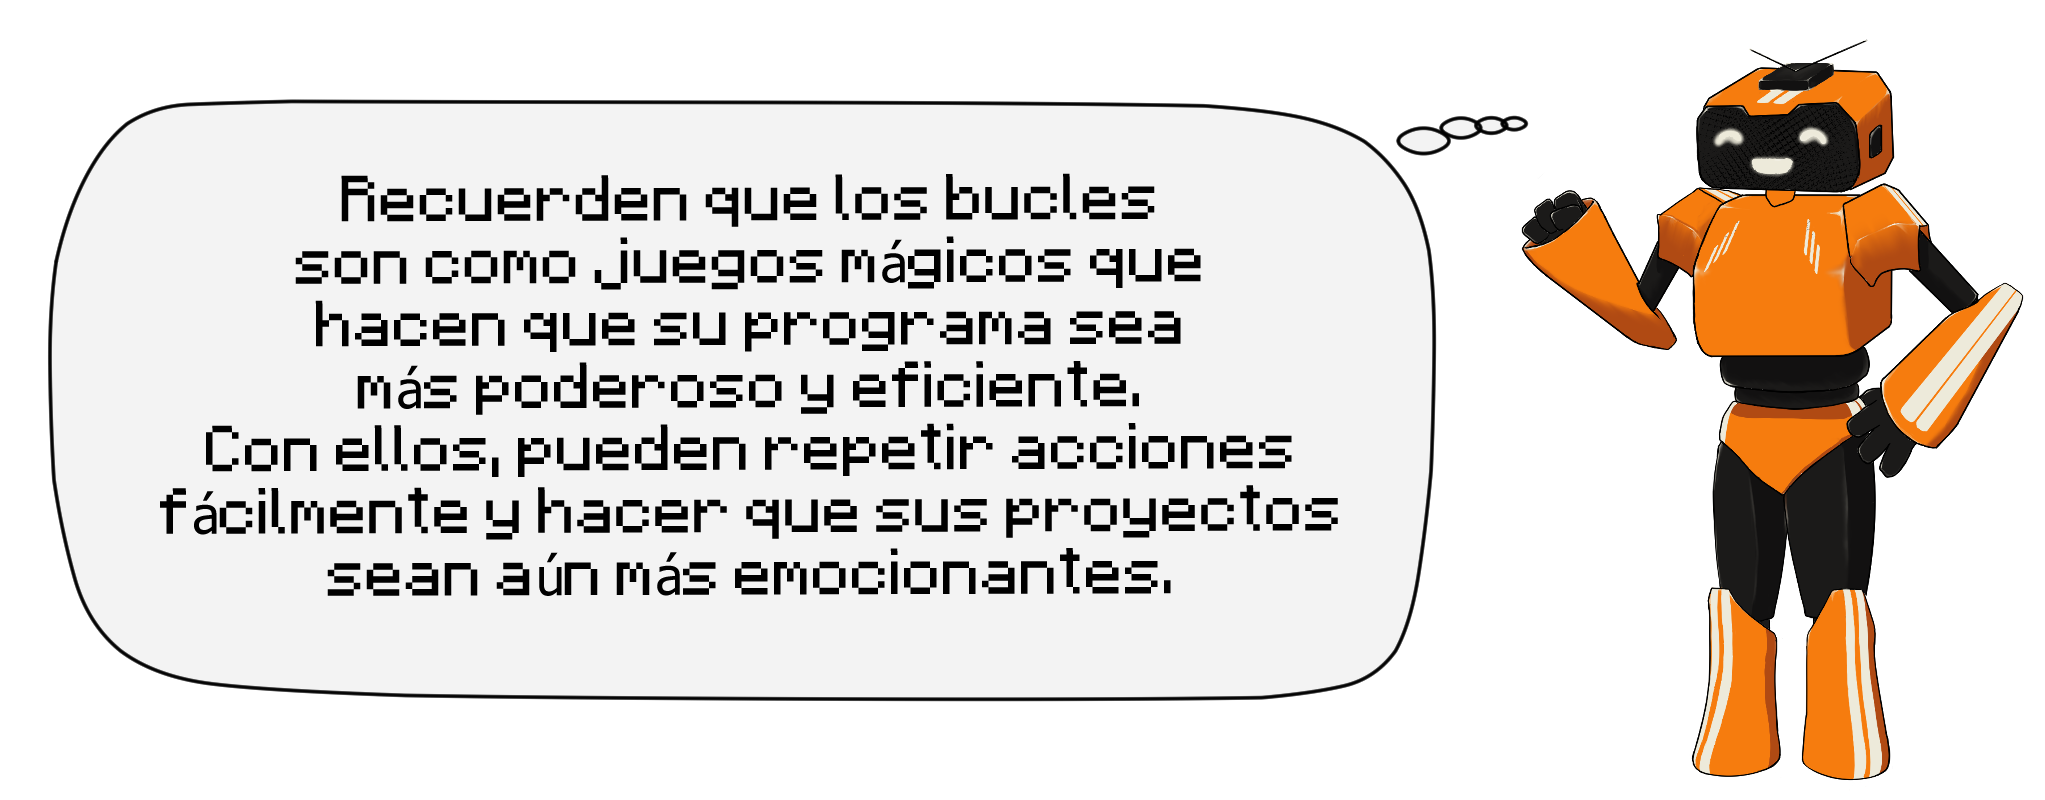 Recuerden que los bucles
son como juegos mágicos que
hacen que su programa sea
más poderoso y eficiente.
Con ellos, pueden repetir acciones
fácilmente y hacer que sus proyectos
sean aún más emocionantes.